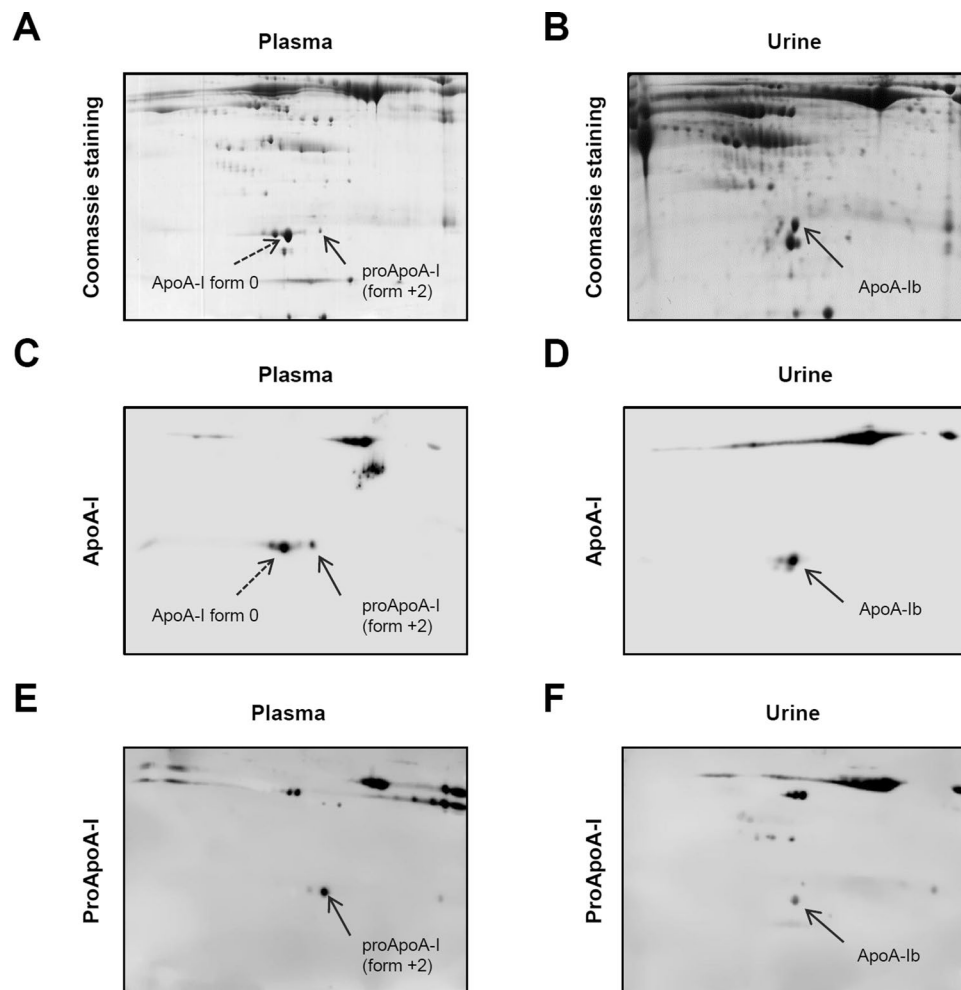 A
Plasma
Coomassie staining
ApoA-I form 0
proApoA-I
(form +2)
B
Urine
Coomassie staining
ApoA-Ib
C
Plasma
ApoA-I
ApoA-I form 0
proApoA-I
(form +2)
D
Urine
ApoA-I
ApoA-Ib
E
Plasma
ProApoA-I
proApoA-I
(form +2)
F
Urine
ProApoA-I
ApoA-Ib